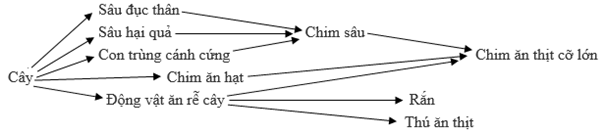 Sâu đục thân
Sâu hại quả
Chim sâu
Con trùng cánh cứng
Chim ăn thịt cỡ lớn
Cây
Chim ăn hạt
Động vật ăn rễ cây
Rắn
Thú ăn thịt